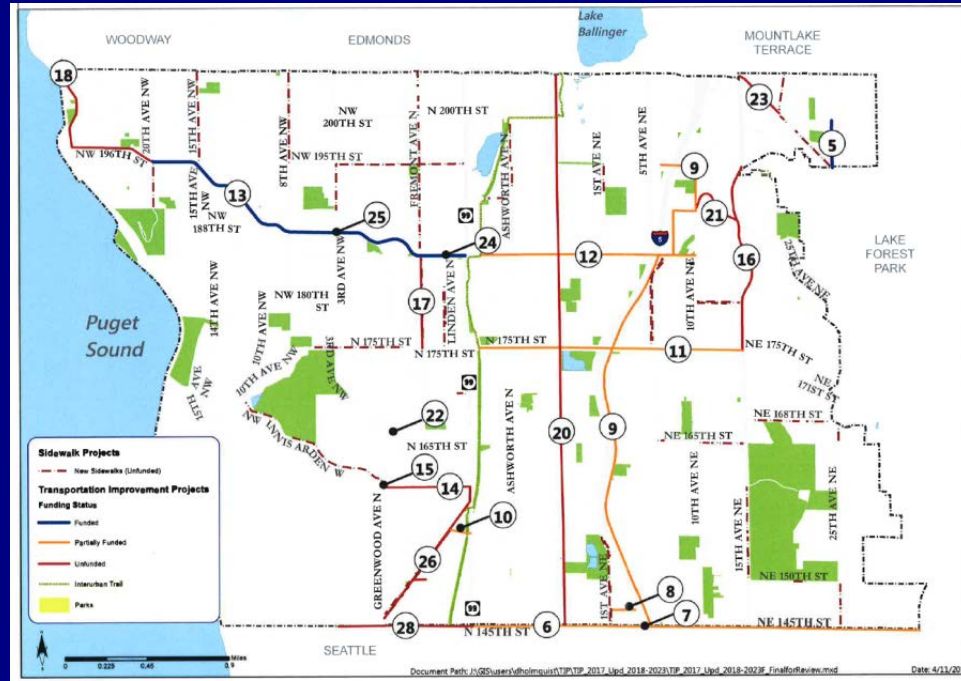 WOODWAY
EDMONDS
Lake
Ballinger
MOUNTLAKE
TERRACE
18
23
5
20TH AVE NW
15TH AVE NW
8TH AVE NW
NW
200TH ST
FREMONT AVE N
N 200TH ST
ASHWORTH AVE N
1ST AVE NE
5TH AVE NE
NW 196TH ST
NW 195TH ST
9
13
15TH AVE
NW
NW
188TH ST
25
3RD AVE NW
99
24
LINDEN AVE N
12
5
21
16
25TH AVE NE
LAKE
FOREST
PARK
Puget
Sound
14TH AVE NW
NW 180TH
ST
17
10TH AVE NE
10TH AVE NW
10TH AVE NW
3RD AVE NW
N 175TH ST
N 175TH ST
N 175TH ST
11
NE 175TH
ST
NE
171ST ST
15TH AVE
NW
99
NW INNIS ARDEN W
22
N 165TH ST
ASHWORTH AVE N
20
9
NE 165TH ST
NE 168TH ST
15
14
10
GREENWOOD AVE N
26
10TH AVE NE
15TH AVE NE
25TH AVE NE
NE 150TH ST
1ST AVE NE
8
7
99
28
N 145TH ST
6
NE 145TH ST
SEATTLE
Sidewalk Projects
New Sidewalks (Unfunded)
Transportation Improvement Projects
Funding Status
Funded
Partially Funded
Unfunded
Interurban Trail
Parks
N
Miles
0
0.225
0.45
0.9
Document Path: J:\GIS\users\dholmquist\TIP\TIP_2017_Upd_2018-2023\TIP_2017_Upd_2018-2023F_FinalforReview.mxd
Date: 4/11/20